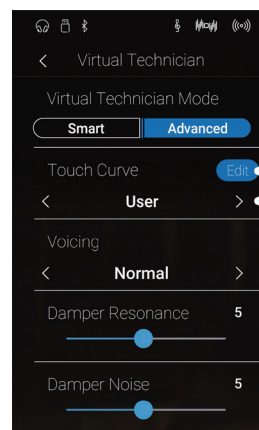 Virtual Technician
Virtual Technician Mode
Smart Advanced
Touch Curve Edit
User
Voicing
Normal
Damper Resonance 5
Damper Noise 5